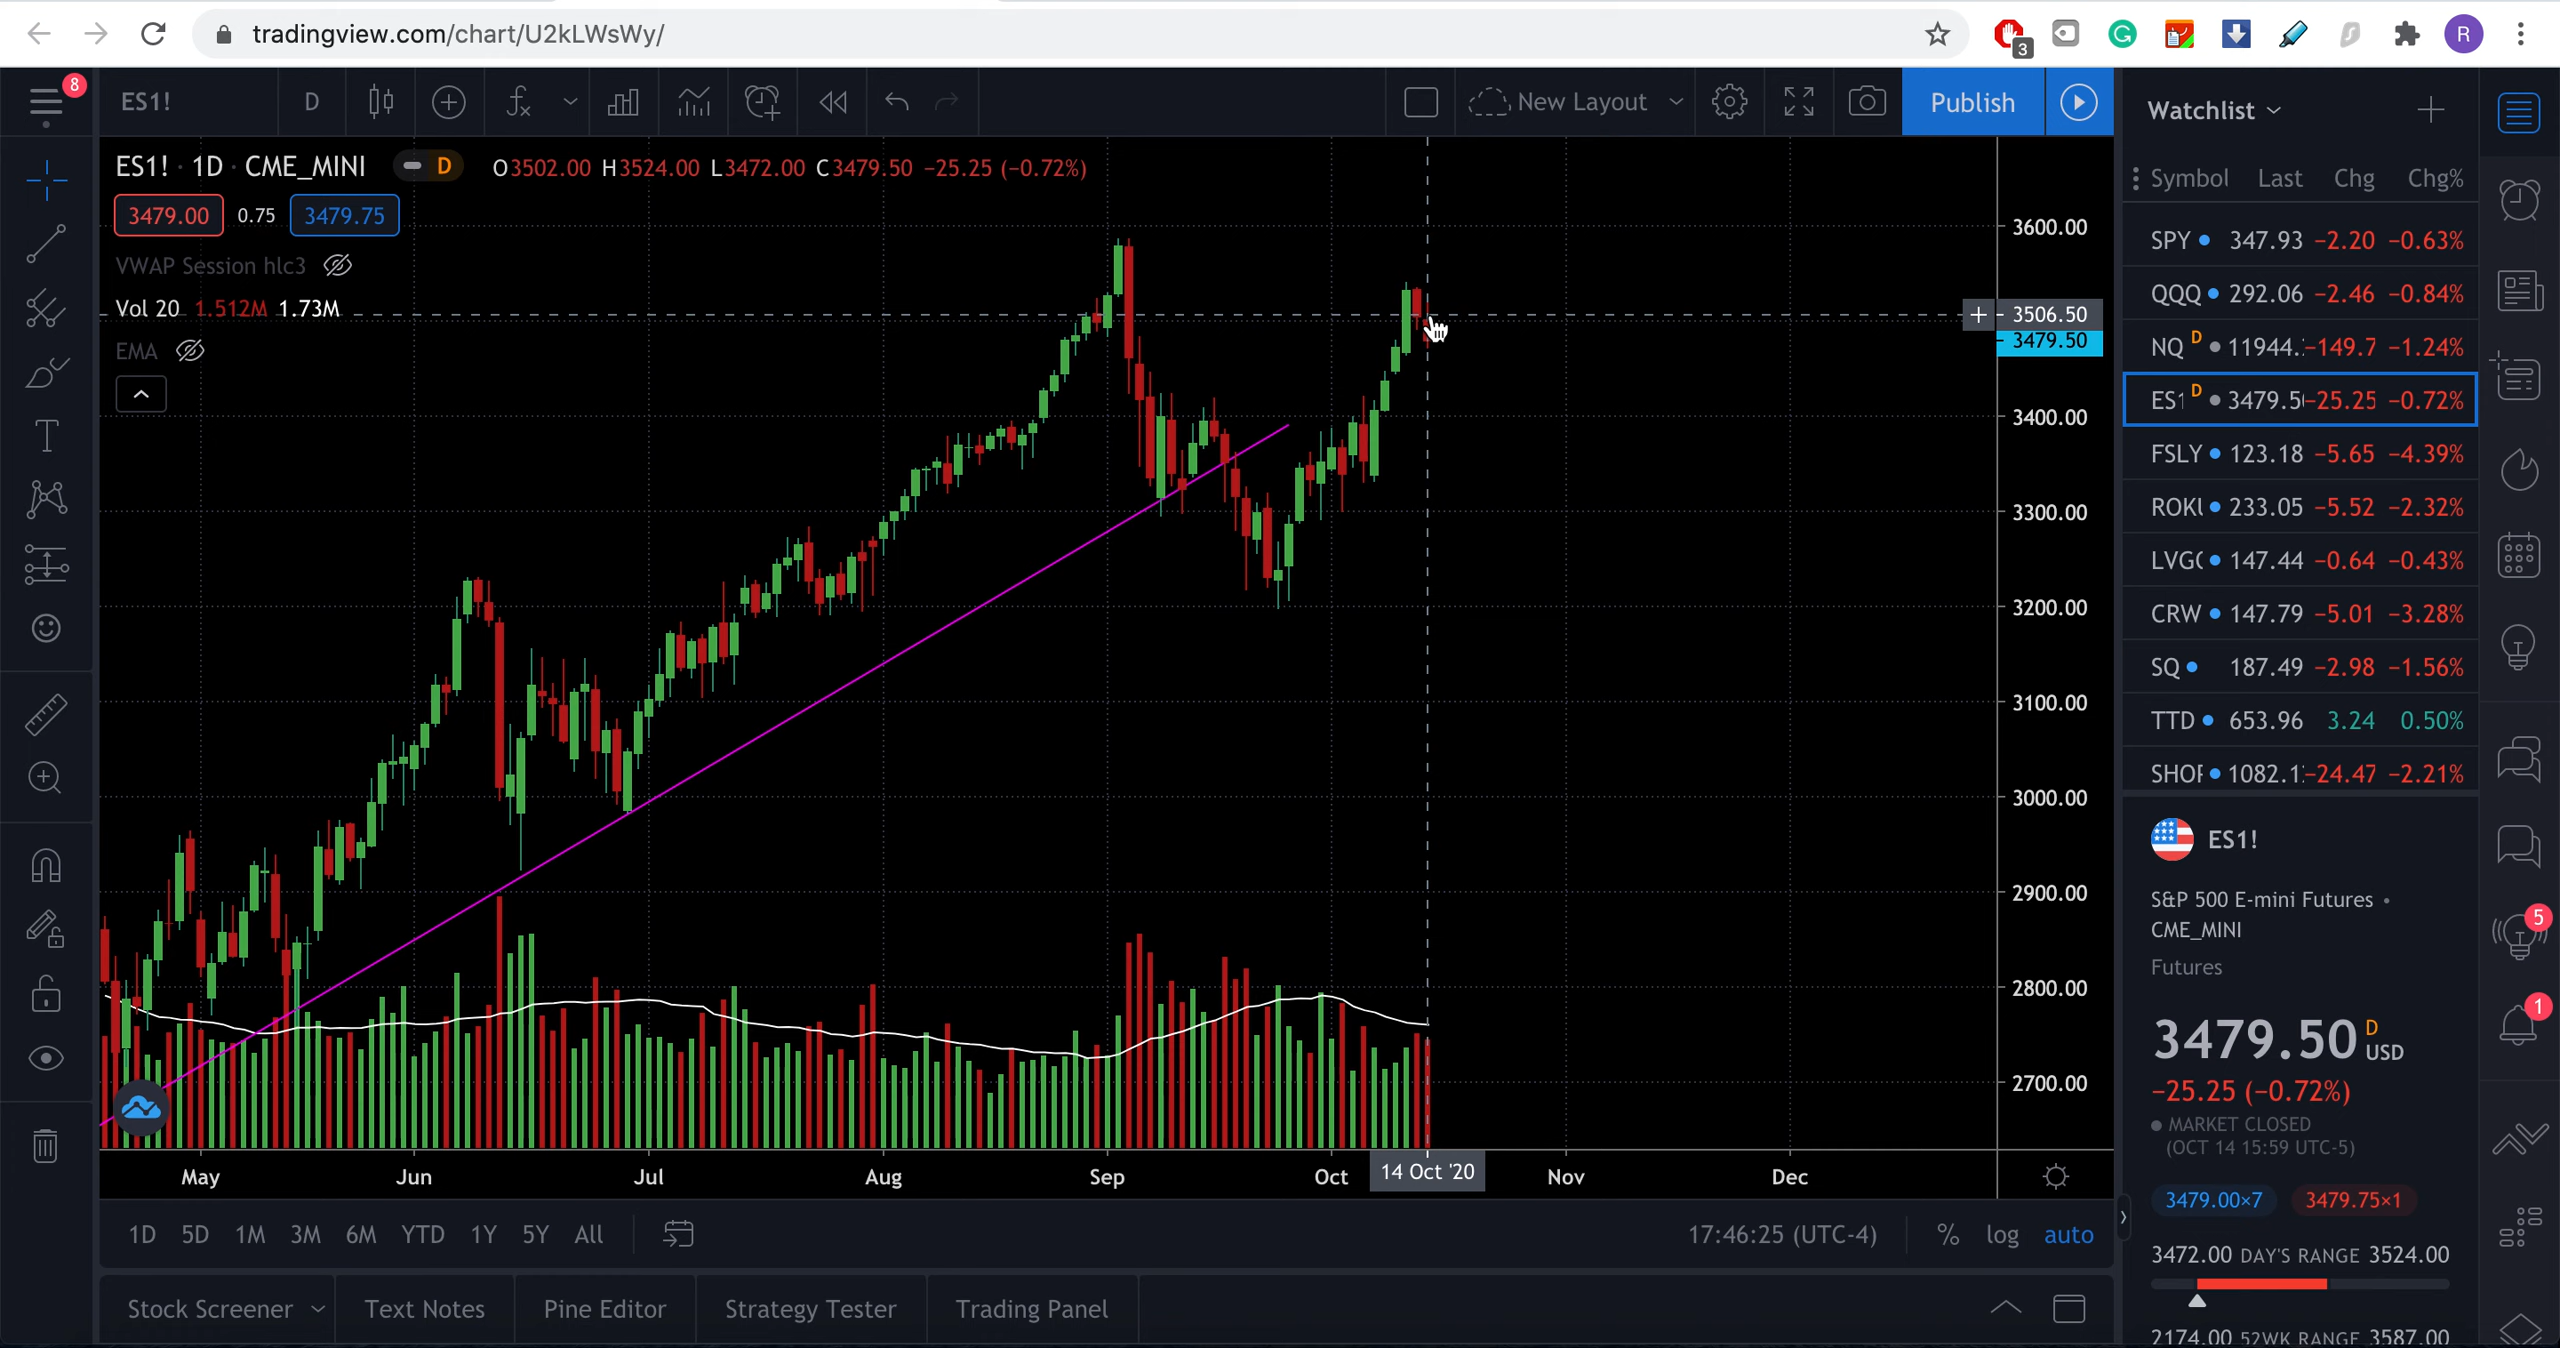 tradingview.com/chart/U2kLWsWy/
3
R
8
ES1!
D
New Layout
Publish
ES1! · 1D · CME_MINI
D
O3502.00 H3524.00 L3472.00 C3479.50 −25.25 (−0.72%)
3479.00 0.75 3479.75
VWAP Session hlc3
Vol 20 1.512M 1.73M
EMA
3600.00
3506.50
3479.50
3400.00
3300.00
3200.00
3100.00
3000.00
2900.00
2800.00
2700.00
May Jun Jul Aug Sep Oct 14 Oct '20 Nov Dec
1D 5D 1M 3M 6M YTD 1Y 5Y All
17:46:25 (UTC-4) % log auto
Stock Screener Text Notes Pine Editor Strategy Tester Trading Panel
Watchlist
Symbol Last Chg Chg%
SPY 347.93 −2.20 −0.63%
QQQ 292.06 −2.46 −0.84%
NQ D 11944. −149.7 −1.24%
ES1 D 3479.5 −25.25 −0.72%
FSLY 123.18 −5.65 −4.39%
ROKU 233.05 −5.52 −2.32%
LVGO 147.44 −0.64 −0.43%
CRW 147.79 −5.01 −3.28%
SQ 187.49 −2.98 −1.56%
TTD 653.96 3.24 0.50%
SHOP 1082.1 −24.47 −2.21%
ES1!
S&P 500 E-mini Futures •
CME_MINI
Futures
5
1
3479.50 D USD
−25.25 (−0.72%)
MARKET CLOSED
(OCT 14 15:59 UTC-5)
3479.00×7 3479.75×1
3472.00 DAY'S RANGE 3524.00
2174.00 52WK RANGE 3587.00